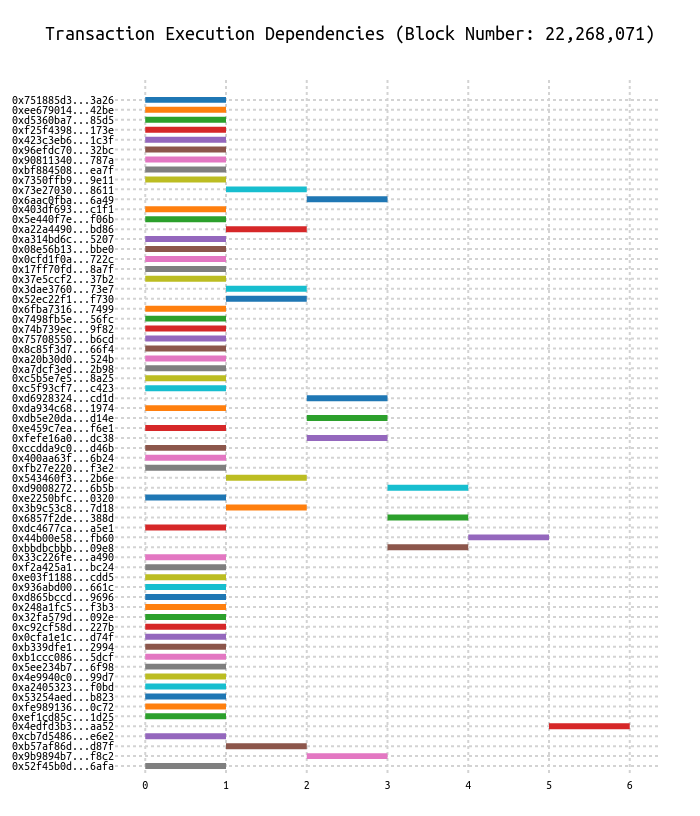 Transaction Execution Dependencies (Block Number: 22,268,071)
0x751885d3...3a26
0xee679014...42be
0xd5360ba7...85d5
0xf25f4398...173e
0x423c3eb6...1c3f
0x96efdc70...32bc
0x90811340...787a
0xbf884508...ea7f
0x7350ffb9...9e11
0x73e27030...8611
0x6aac0fba...6a49
0x403df693...c1f1
0x5e440f7e...f06b
0xa22a4490...bd86
0xa314bd6c...5207
0x08e56b13...bbe0
0x0cfd1f0a...722c
0x17ff70fd...8a7f
0x37e5ccf2...37b2
0x3dae3760...73e7
0x52ec22f1...f730
0x6fba7316...7499
0x7498fb5e...56fc
0x74b739ec...9f82
0x75708550...b6cd
0x8c85f3d7...66f4
0xa20b30d0...524b
0xa7dcf3ed...2b98
0xc5b5e7e5...8a25
0xc5f93cf7...c423
0xd6928324...cd1d
0xda934c68...1974
0xdb5e20da...d14e
0xe459c7ea...f6e1
0xfefe16a0...dc38
0xccdda9c0...d46b
0x400aa63f...6b24
0xfb27e220...f3e2
0x543460f3...2b6e
0xd9008272...6b5b
0xe2250bfc...0320
0x3b9c53c8...7d18
0x6857f2de...388d
0xdc4677ca...a5e1
0x44b00e58...fb60
0xbbdbcbbb...09e8
0x33c226fe...a490
0xf2a425a1...bc24
0xe03f1188...cdd5
0x936abd00...661c
0xd865bccd...9696
0x248a1fc5...f3b3
0x32fa579d...092e
0xc92cf58d...227b
0x0cfa1e1c...d74f
0xb339dfe1...2994
0xb1ccc086...5dcf
0x5ee234b7...6f98
0x4e9940c0...99d7
0xa2405323...f0bd
0x53254aed...b823
0xfe989136...0c72
0xef1cd85c...1d25
0x4edfd3b3...aa52
0xcb7d5486...e6e2
0xb57af86d...d87f
0x9b9894b7...f8c2
0x52f45b0d...6afa
0 1 2 3 4 5 6